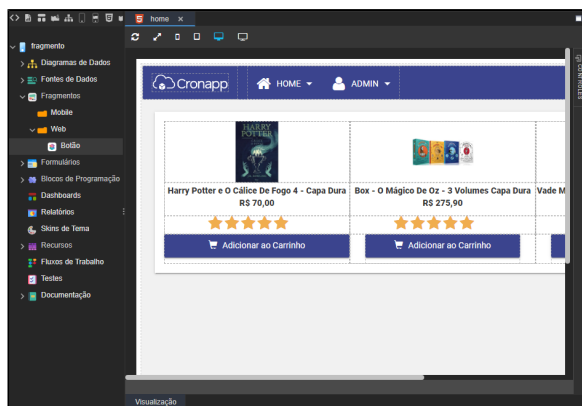 home ×
fragmento
Diagramas de Dados
Fontes de Dados
Fragmentos
Mobile
Web
Botão
Formulários
Blocos de Programação
Dashboards
Relatórios
Skins de Tema
Recursos
Fluxos de Trabalho
Testes
Documentação
Cronapp
HOME
ADMIN
HARRY POTTER
Harry Potter e O Cálice De Fogo 4 - Capa Dura
R$ 70,00
Adicionar ao Carrinho
Box - O Mágico De Oz - 3 Volumes Capa Dura
R$ 275,90
Adicionar ao Carrinho
Vade M
Visualização
CONTROLES